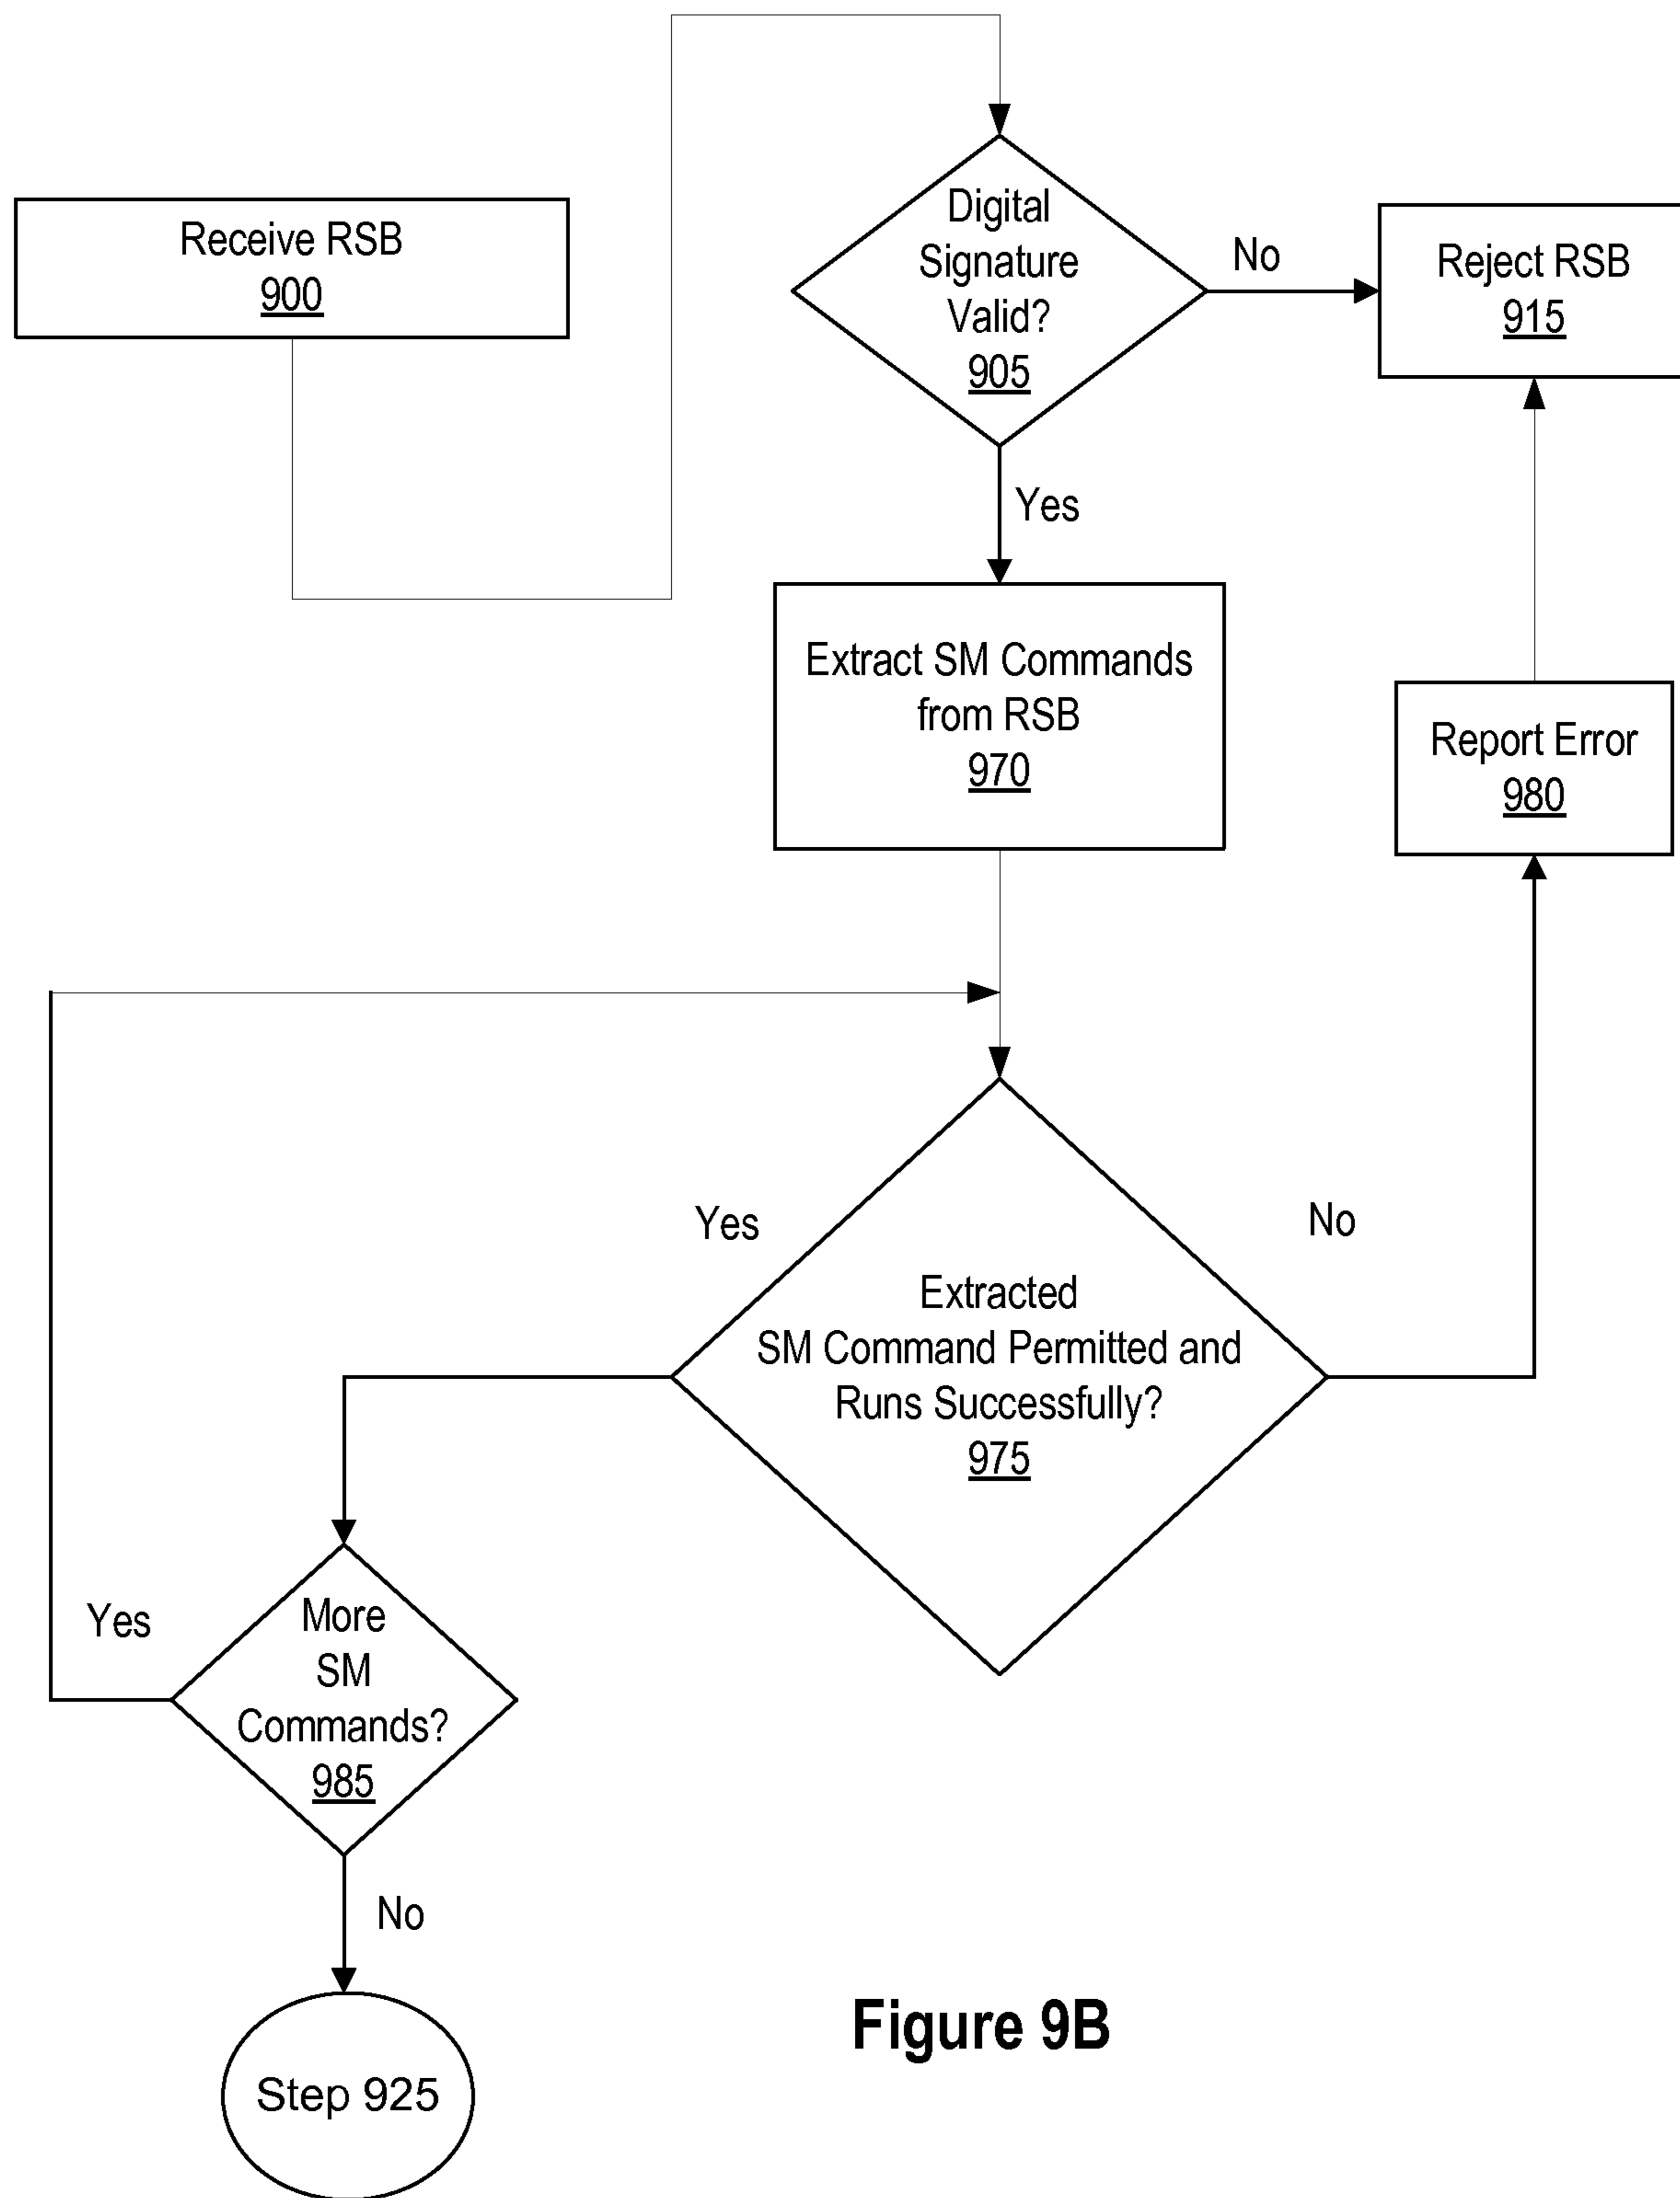 Receive RSB
900
Digital
Signature
Valid?
905
No
Reject RSB
915
Yes
Extract SM Commands
from RSB
970
Report Error
980
Yes
No
Extracted
SM Command Permitted and
Runs Successfully?
975
Yes
More
SM
Commands?
985
No
Step 925
Figure 9B